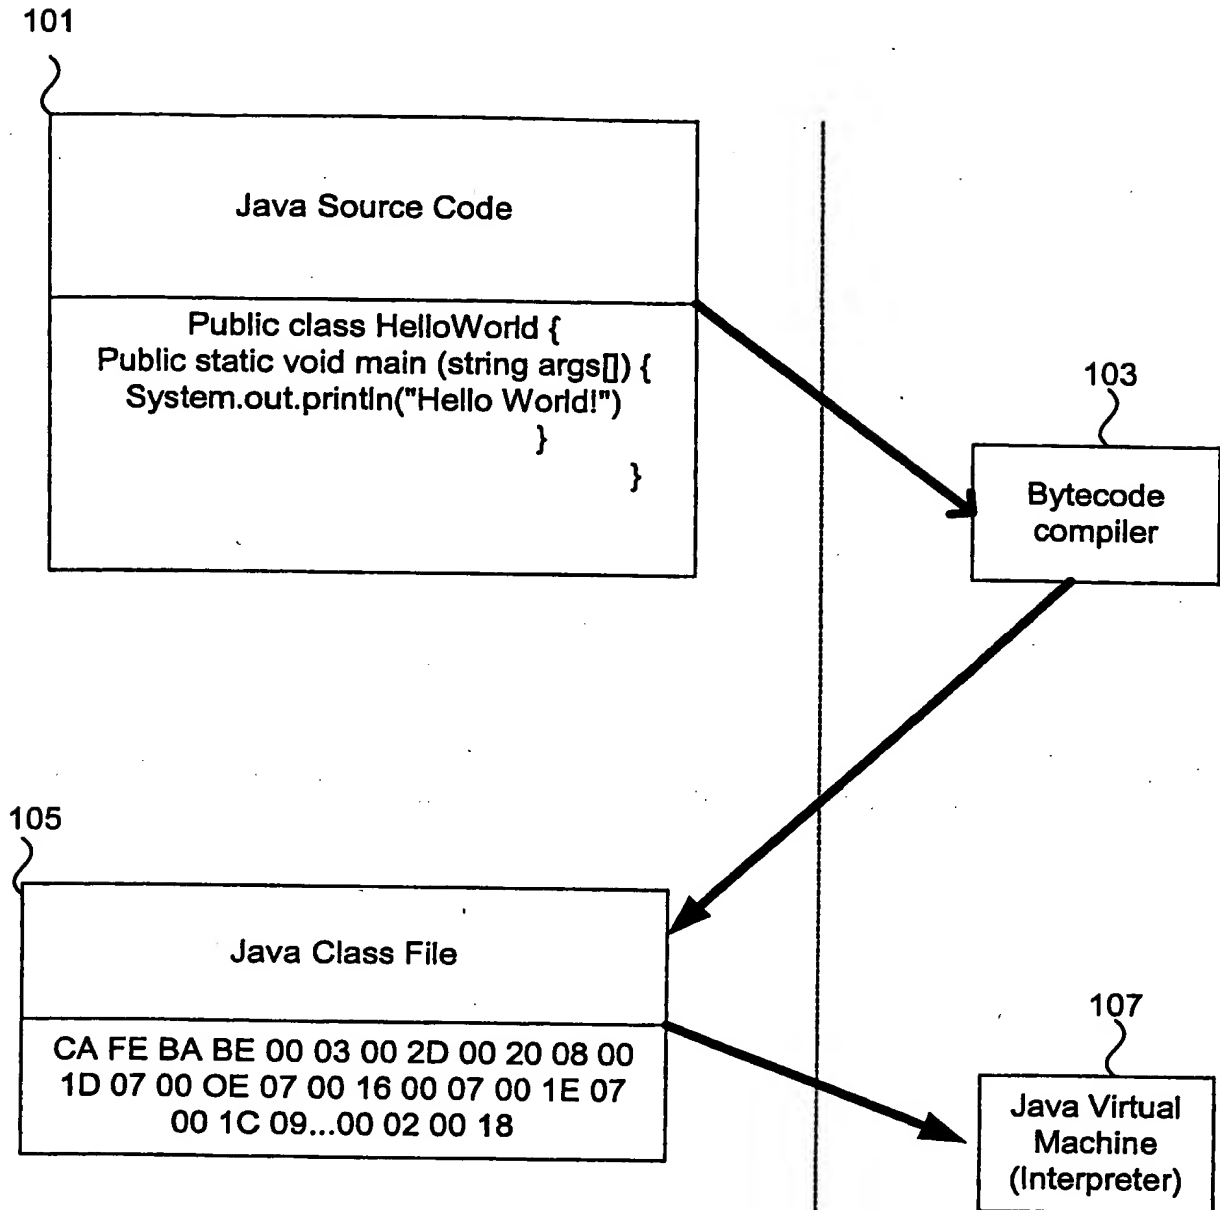 101
Java Source Code
Public class HelloWorld {
Public static void main (string args[]) {
System.out.println("Hello World!")
}
}
103
Bytecode
compiler
105
Java Class File
CA FE BA BE 00 03 00 2D 00 20 08 00
1D 07 00 OE 07 00 16 00 07 00 1E 07
00 1C 09...00 02 00 18
107
Java Virtual
Machine
(Interpreter)